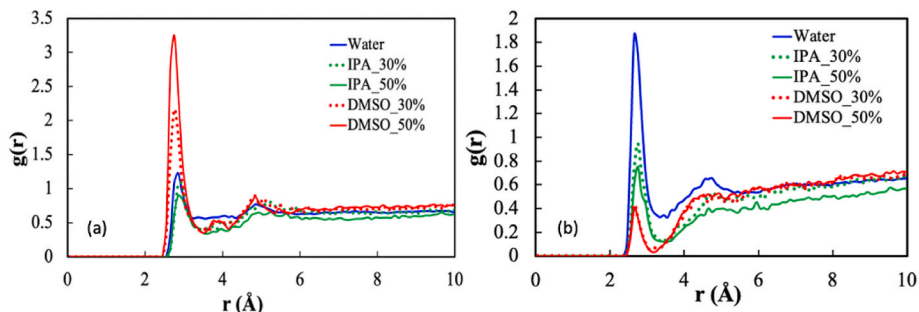 3.5
3
2.5
2
1.5
1
0.5
0
g(r)
Water
IPA_30%
IPA_50%
DMSO_30%
DMSO_50%
(a)
0 2 4 6 8 10
r (Å)
2
1.8
1.6
1.4
1.2
1
0.8
0.6
0.4
0.2
0
g(r)
Water
IPA_30%
IPA_50%
DMSO_30%
DMSO_50%
(b)
0 2 4 6 8 10
r (Å)